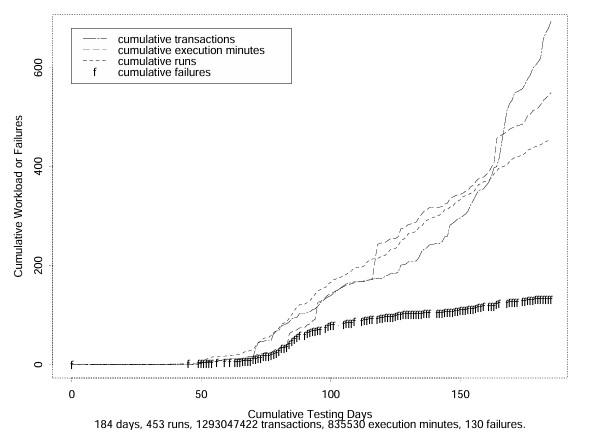 cumulative transactions
cumulative execution minutes
cumulative runs
f cumulative failures
Cumulative Workload or Failures
600
400
200
0
0 50 100 150
Cumulative Testing Days
184 days, 453 runs, 1293047422 transactions, 835530 execution minutes, 130 failures.